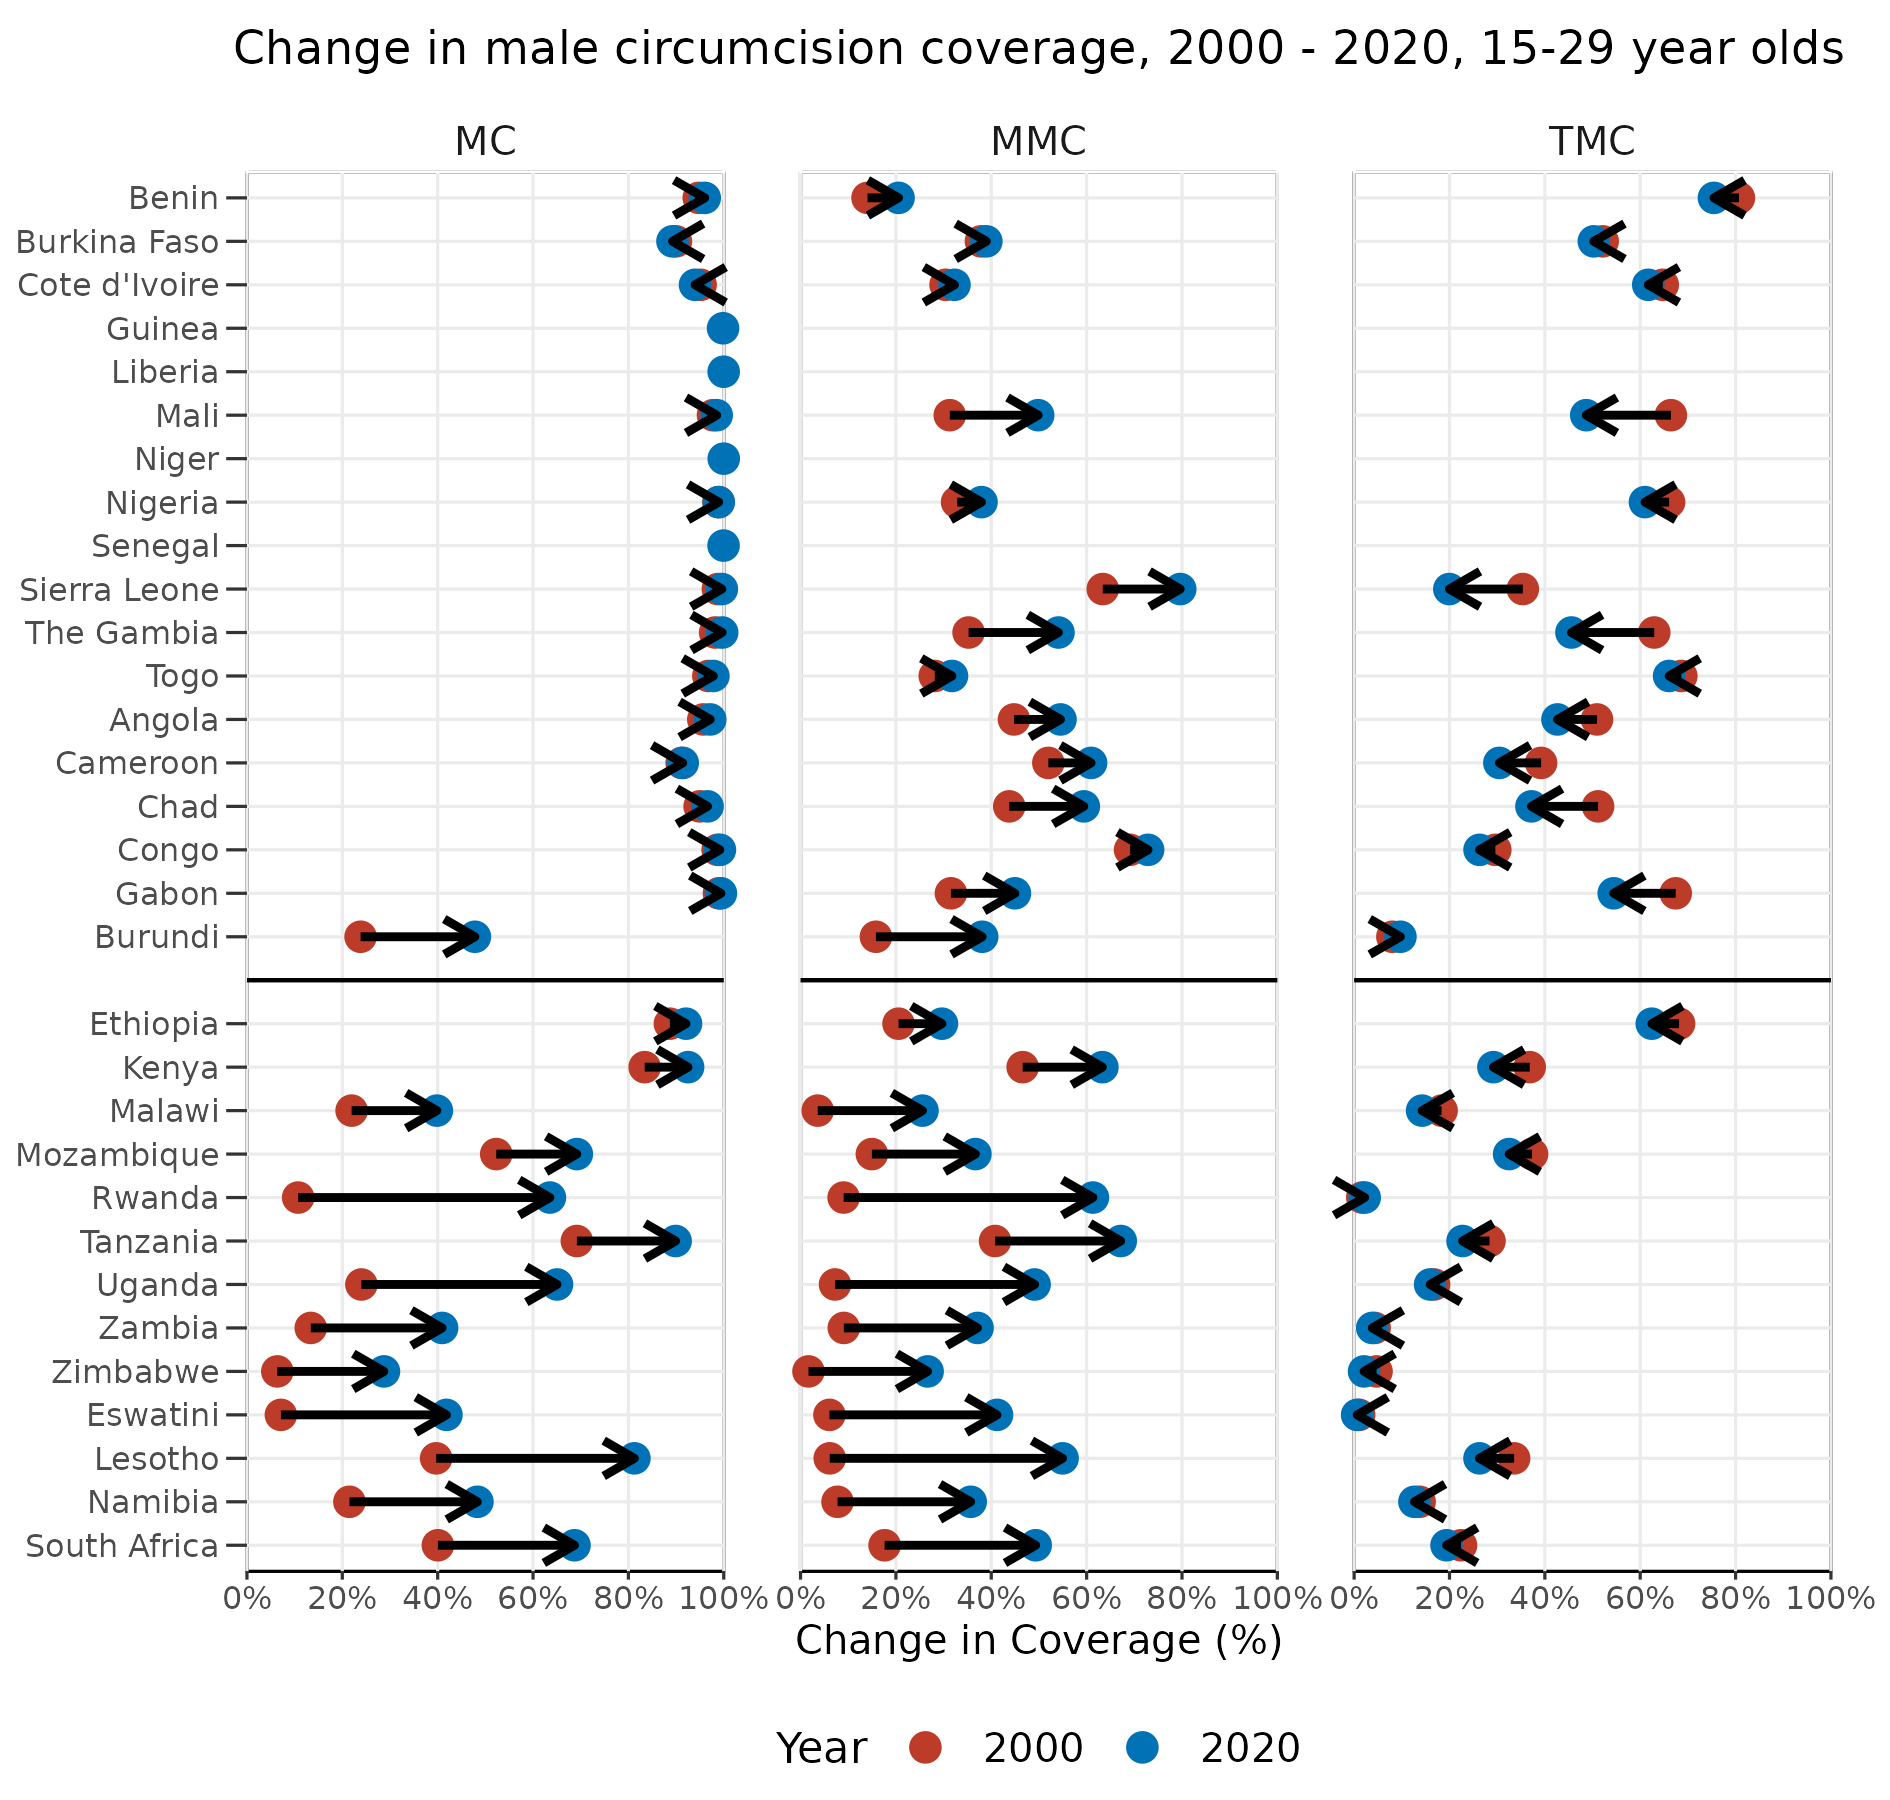 Change in male circumcision coverage, 2000 - 2020, 15-29 year olds
MC MMC TMC
Benin
Burkina Faso
Cote d'Ivoire
Guinea
Liberia
Mali
Niger
Nigeria
Senegal
Sierra Leone
The Gambia
Togo
Angola
Cameroon
Chad
Congo
Gabon
Burundi
Ethiopia
Kenya
Malawi
Mozambique
Rwanda
Tanzania
Uganda
Zambia
Zimbabwe
Eswatini
Lesotho
Namibia
South Africa
0% 20% 40% 60% 80% 100% 0% 20% 40% 60% 80% 100% 0% 20% 40% 60% 80% 100%
Change in Coverage (%)
Year 2000 2020